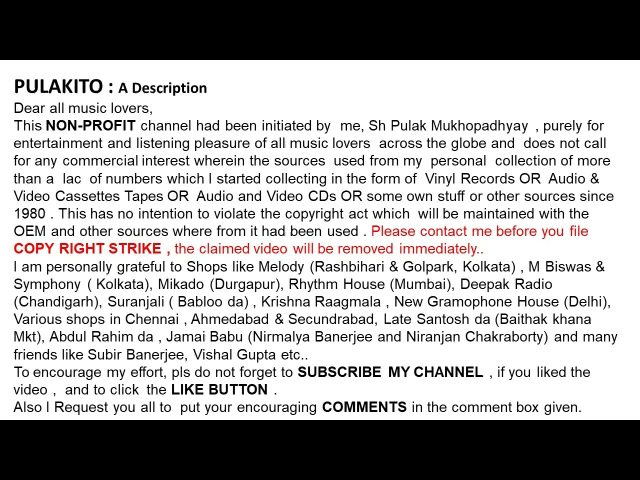 PULAKITO : A Description
Dear all music lovers,
This NON-PROFIT channel had been initiated by me, Sh Pulak Mukhopadhyay , purely for
entertainment and listening pleasure of all music lovers across the globe and does not call
for any commercial interest wherein the sources used from my personal collection of more
than a lac of numbers which I started collecting in the form of Vinyl Records OR Audio &
Video Cassettes Tapes OR Audio and Video CDs OR some own stuff or other sources since
1980 . This has no intention to violate the copyright act which will be maintained with the
OEM and other sources where from it had been used . Please contact me before you file
COPY RIGHT STRIKE , the claimed video will be removed immediately..
I am personally grateful to Shops like Melody (Rashbihari & Golpark, Kolkata) , M Biswas &
Symphony ( Kolkata), Mikado (Durgapur), Rhythm House (Mumbai), Deepak Radio
(Chandigarh), Suranjali ( Babloo da) , Krishna Raagmala , New Gramophone House (Delhi),
Various shops in Chennai , Ahmedabad & Secundrabad, Late Santosh da (Baithak khana
Mkt), Abdul Rahim da , Jamai Babu (Nirmalya Banerjee and Niranjan Chakraborty) and many
friends like Subir Banerjee, Vishal Gupta etc..
To encourage my effort, pls do not forget to SUBSCRIBE MY CHANNEL , if you liked the
video , and to click the LIKE BUTTON .
Also I Request you all to put your encouraging COMMENTS in the comment box given.